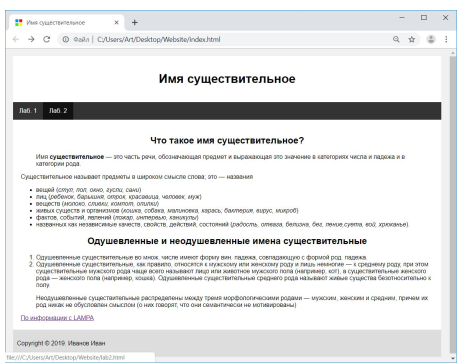 Имя существительное
Файл | C:/Users/Art/Desktop/Website/index.html
Имя существительное
Лаб. 1 Лаб. 2
Что такое имя существительное?
Имя существительное — это часть речи, обозначающая предмет и выражающая это значение в категориях числа и падежа и в
категории рода.
Существительное называет предметы в широком смысле слова; это — названия
вещей (стул, пол, окно, гусли, сани)
лиц (ребенок, барышня, отрок, красавица, человек, муж)
веществ (молоко, сливки, компот, опилки)
живых существ и организмов (кошка, собака, малиновка, карась, бактерия, вирус, микроб)
фактов, событий, явлений (пожар, интервью, каникулы)
названных как независимые качеств, свойств, действий, состояний (радость, отвага, белизна, бег, пение,суета, вой, хрюканье).
Одушевленные и неодушевленные имена существительные
1. Одушевленные существительные во множ. числе имеют форму вин. падежа, совпадающую с формой род. падежа.
2. Одушевленные существительные, как правило, относятся к мужскому или женскому роду и лишь немногие — к среднему роду, при этом
существительные мужского рода чаще всего называют лицо или животное мужского пола (например, кот), а существительные женского
рода — женского пола (например, кошка). Одушевленные существительные среднего рода называют живые существа безотносительно к
полу.
Неодушевленные существительные распределены между тремя морфологическими родами — мужским, женским и средним, причем их
род никак не обусловлен смыслом (о них говорят, что они семантически не мотивированы)
По информации с LAMPA
Copyright © 2019. Иванов Иван
file:///C:/Users/Art/Desktop/Website/lab2.html